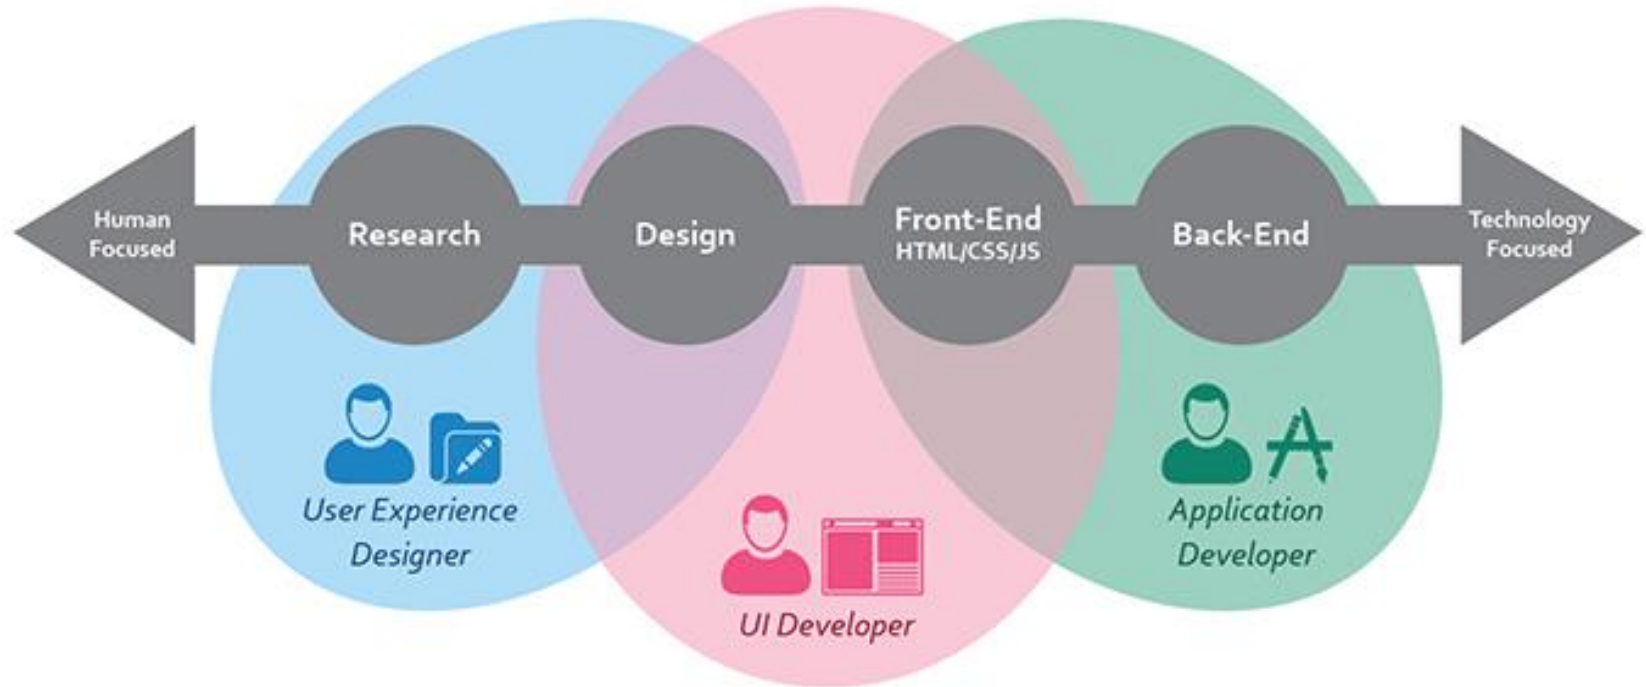 Human
Focused
Research
Design
Front-End
HTML/CSS/JS
Back-End
Technology
Focused
User Experience
Designer
UI Developer
Application
Developer